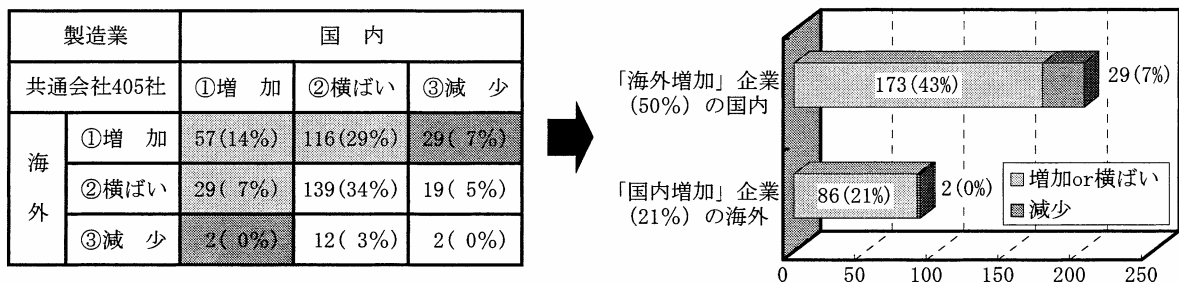 製造業 国 内
共通会社405社 ①増 加 ②横ばい ③減 少
海外 ①増 加 57(14%) 116(29%) 29( 7%)
②横ばい 29( 7%) 139(34%) 19( 5%)
③減 少 2( 0%) 12( 3%) 2( 0%)
「海外増加」企業
(50%) の国内
173(43%) 29(7%)
「国内増加」企業
(21%) の海外
86(21%) 2(0%)
増加or横ばい
減少
0 50 100 150 200 250